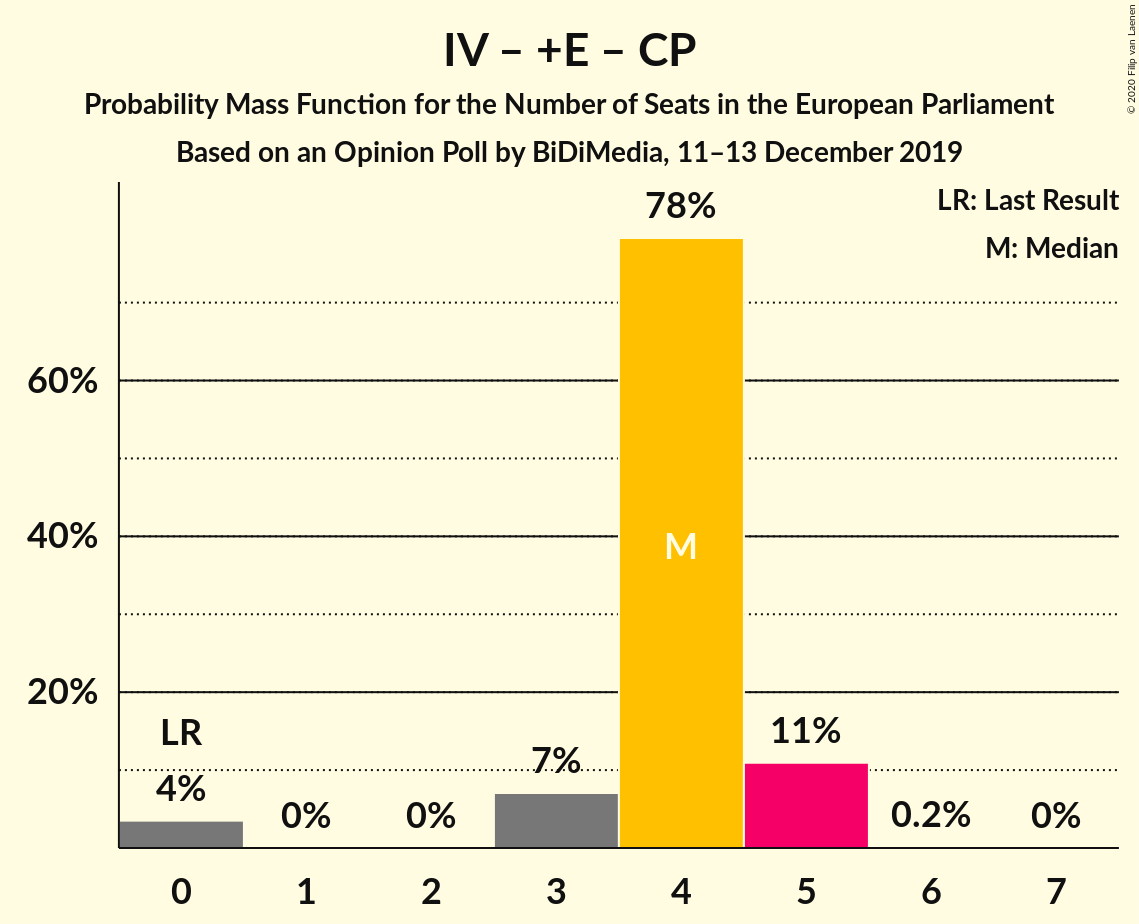 IV – +E – CP
Probability Mass Function for the Number of Seats in the European Parliament
Based on an Opinion Poll by BiDiMedia, 11–13 December 2019
© 2020 Filip van Laenen
LR: Last Result
M: Median
78%
60%
40%
20%
M
LR
4%
0%
0%
7%
11%
0.2%
0%
0
1
2
3
4
5
6
7